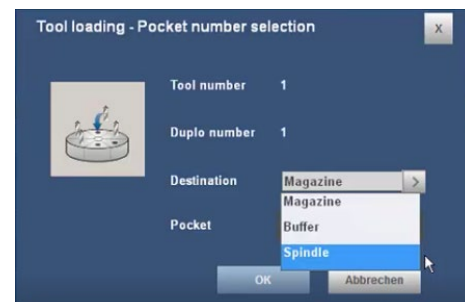 Tool loading - Pocket number selection
x
Tool number 1
Duplo number 1
Destination Magazine >
Magazine
Pocket Buffer
Spindle
OK Abbrechen